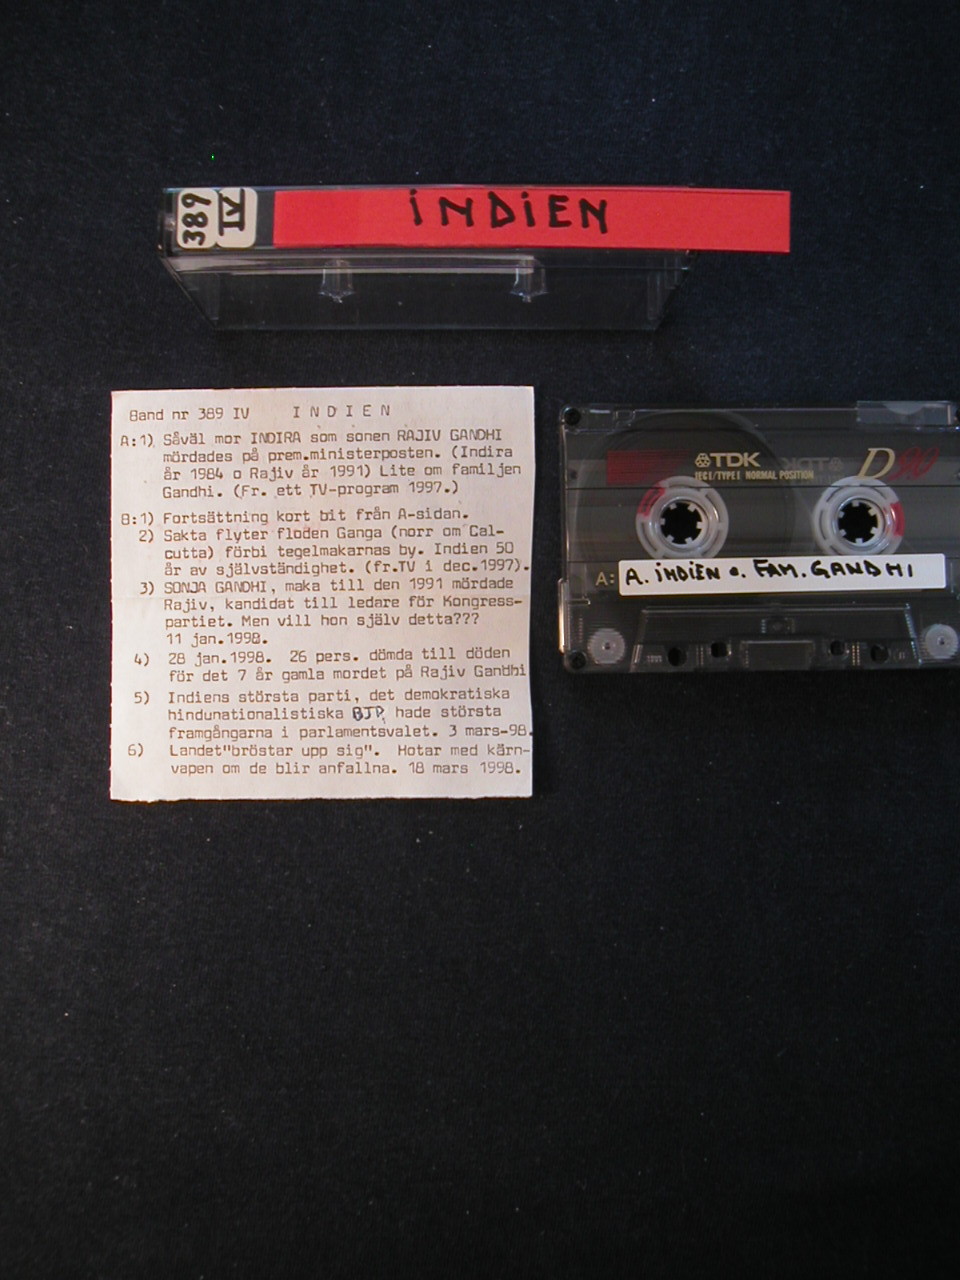 389
IV
INDIEN
Band nr 389 IV I N D I E N
A:1) Såväl mor INDIRA som sonen RAJIV GANDHI
mördades på prem.ministerposten. (Indira
år 1984 o Rajiv år 1991) Lite om familjen
Gandhi. (Fr. ett TV-program 1997.)
B:1) Fortsättning kort bit från A-sidan.
2) Sakta flyter floden Ganga (norr om Cal-
cutta) förbi tegelmakarnas by. Indien 50
år av självständighet. (fr.TV i dec.1997).
3) SONJA GANDHI, maka till den 1991 mördade
Rajiv, kandidat till ledare för Kongress-
partiet. Men vill hon själv detta???
11 jan.1998.
4) 28 jan.1998. 26 pers. dömda till döden
för det 7 år gamla mordet på Rajiv Gandhi
5) Indiens största parti, det demokratiska
hindunationalistiska BJP, hade största
framgångarna i parlamentsvalet. 3 mars-98.
6) Landet"bröstar upp sig". Hotar med kärn-
vapen om de blir anfallna. 18 mars 1998.
TDK D90
IECI/TYPE I NORMAL POSITION
A: A. INDIEN o. FAM. GANDHI